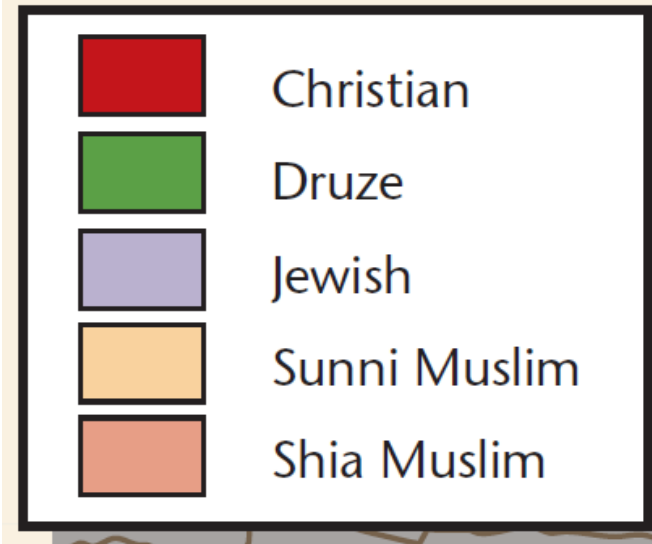 Christian
Druze
Jewish
Sunni Muslim
Shia Muslim